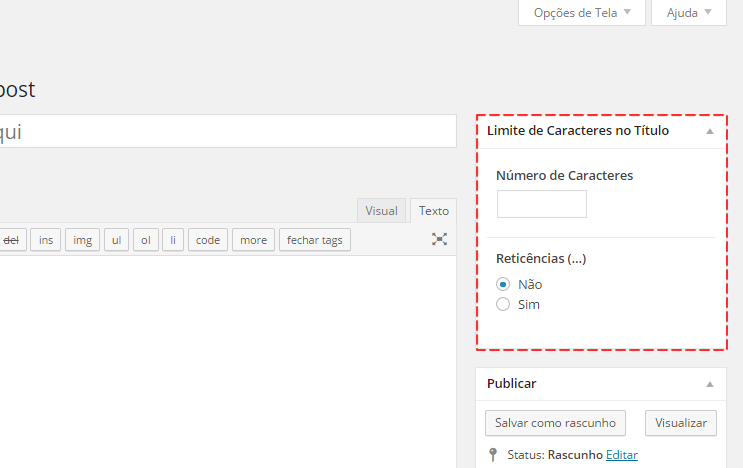 Opções de Tela
Ajuda
post
qui
Limite de Caracteres no Título
Número de Caracteres
Visual
Texto
del
ins
img
ul
ol
li
code
more
fechar tags
Reticências (...)
Não
Sim
Publicar
Salvar como rascunho
Visualizar
Status: Rascunho Editar